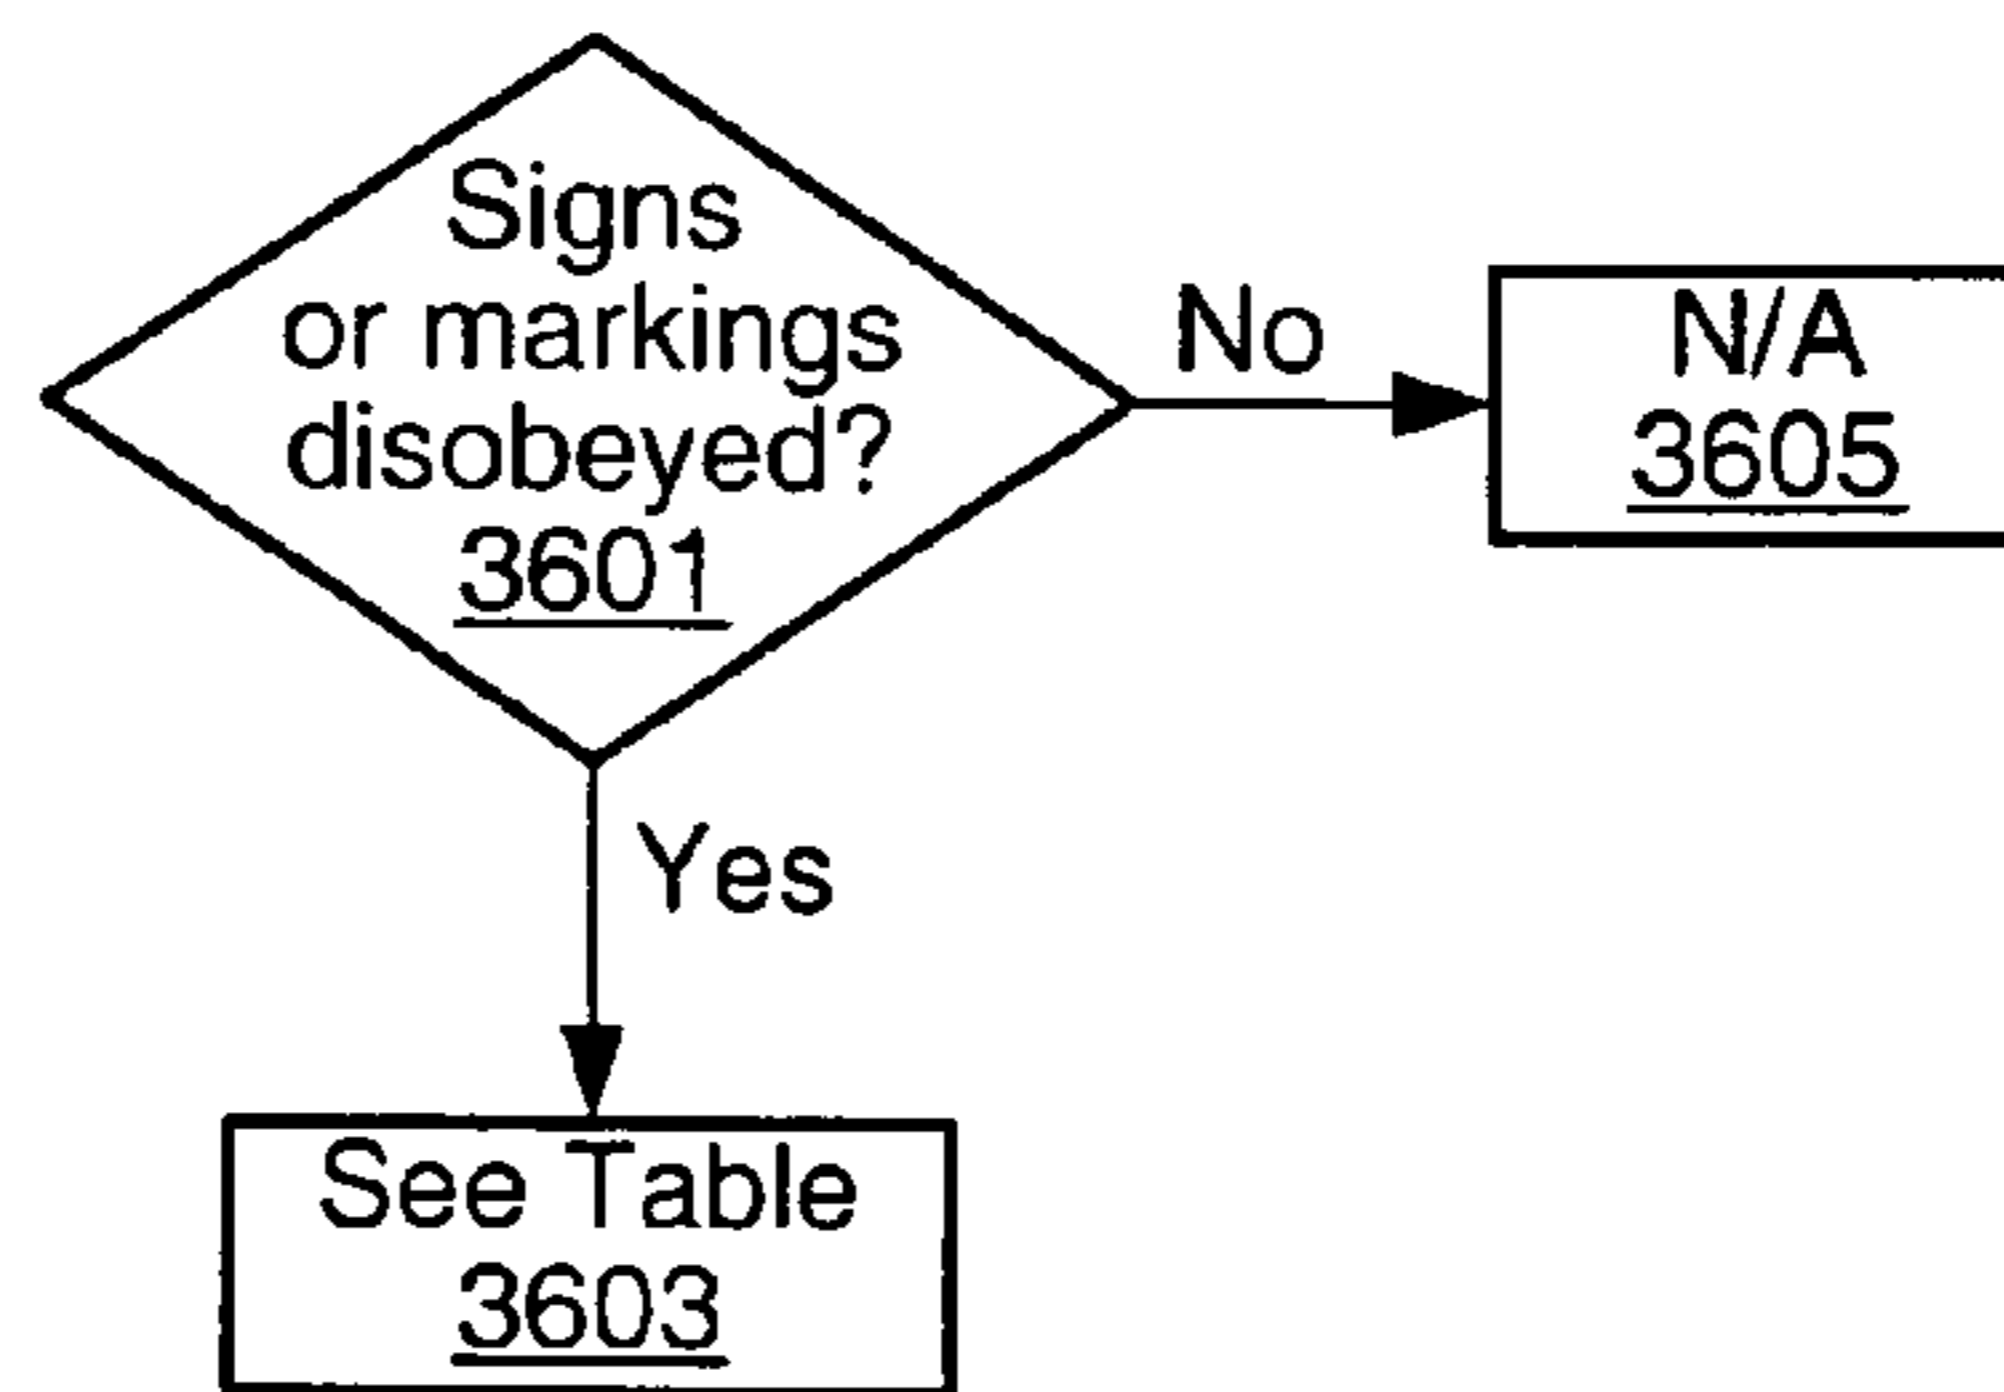 Signs
or markings
disobeyed?
3601
No
N/A
3605
Yes
See Table
3603